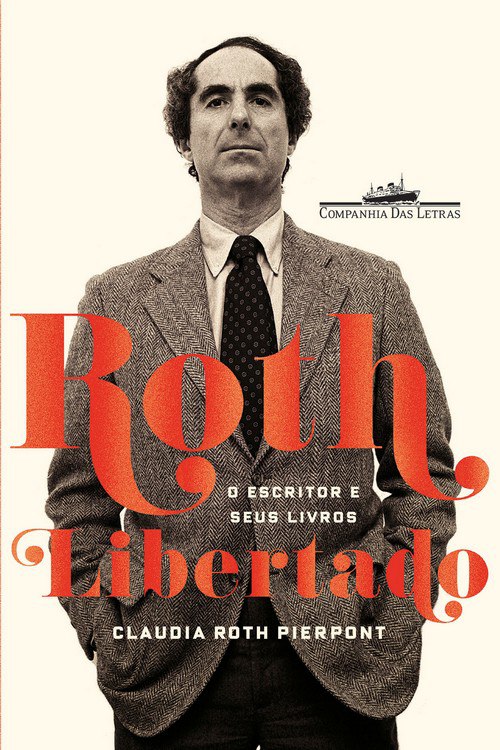 COMPANHIA DAS LETRAS
Roth
O ESCRITOR E
SEUS LIVROS
Libertado
CLAUDIA ROTH PIERPONT